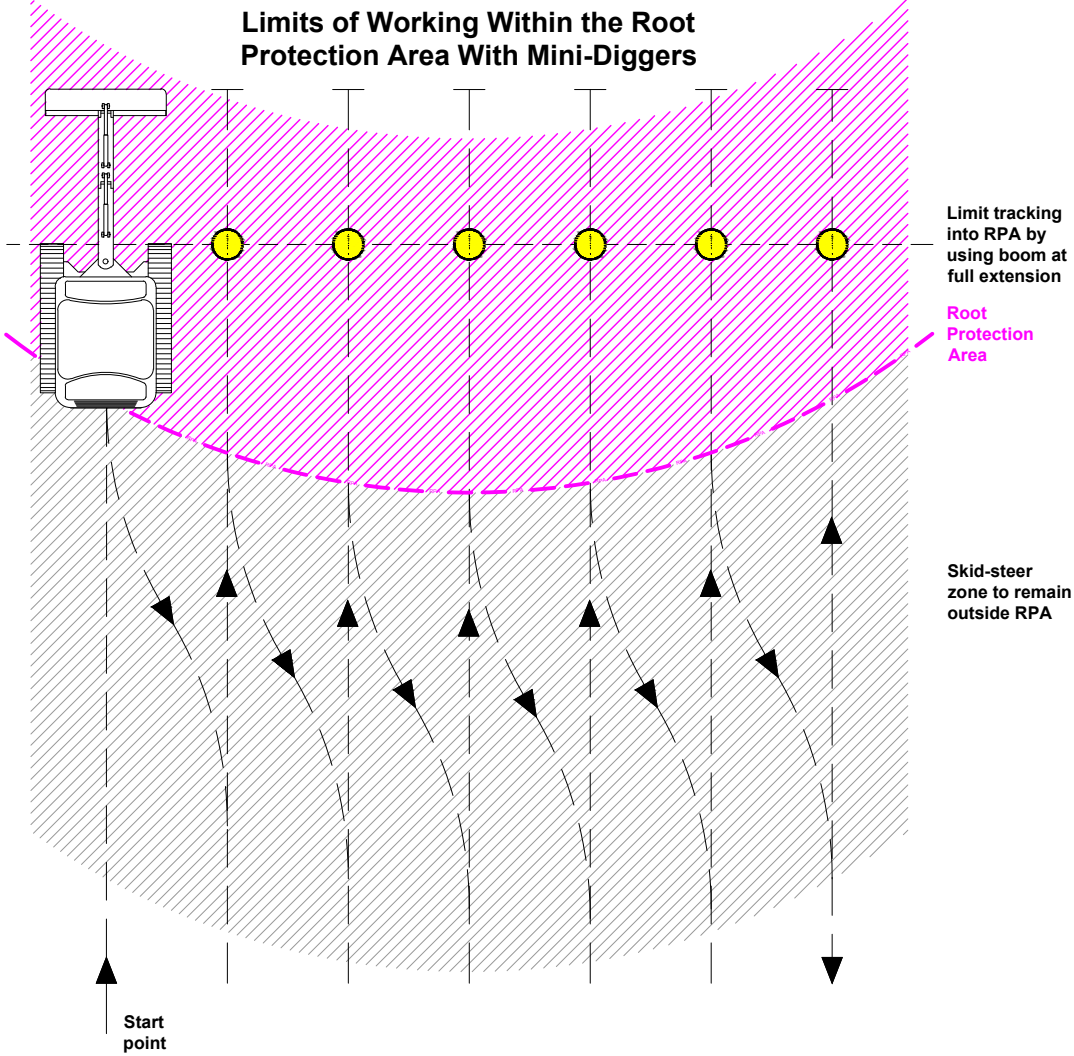 Limits of Working Within the Root
Protection Area With Mini-Diggers
Limit tracking
into RPA by
using boom at
full extension
Root
Protection
Area
Skid-steer
zone to remain
outside RPA
Start
point